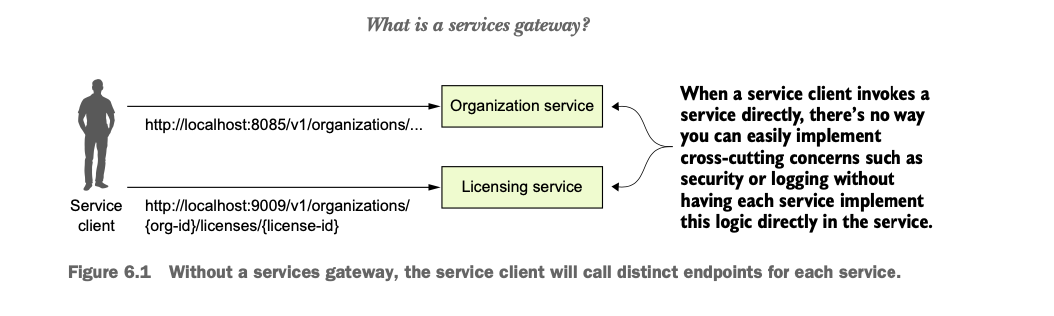 What is a services gateway?
Organization service
http://localhost:8085/v1/organizations/...
Licensing service
Service
client
http://localhost:9009/v1/organizations/
{org-id}/licenses/{license-id}
When a service client invokes a
service directly, there’s no way
you can easily implement
cross-cutting concerns such as
security or logging without
having each service implement
this logic directly in the service.
Figure 6.1 Without a services gateway, the service client will call distinct endpoints for each service.